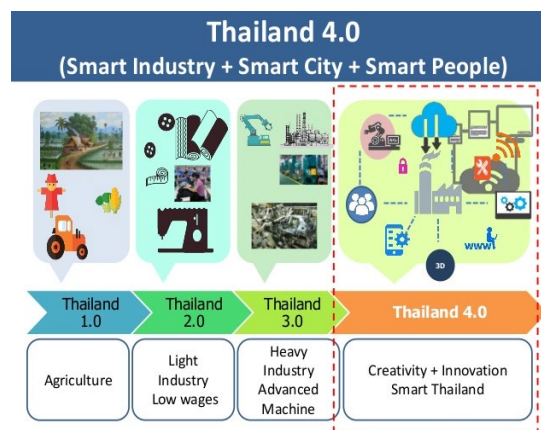 Thailand 4.0
(Smart Industry + Smart City + Smart People)
www
3D
Thailand
1.0
Thailand
2.0
Thailand
3.0
Thailand 4.0
Agriculture
Light
Industry
Low wages
Heavy
Industry
Advanced
Machine
Creativity + Innovation
Smart Thailand